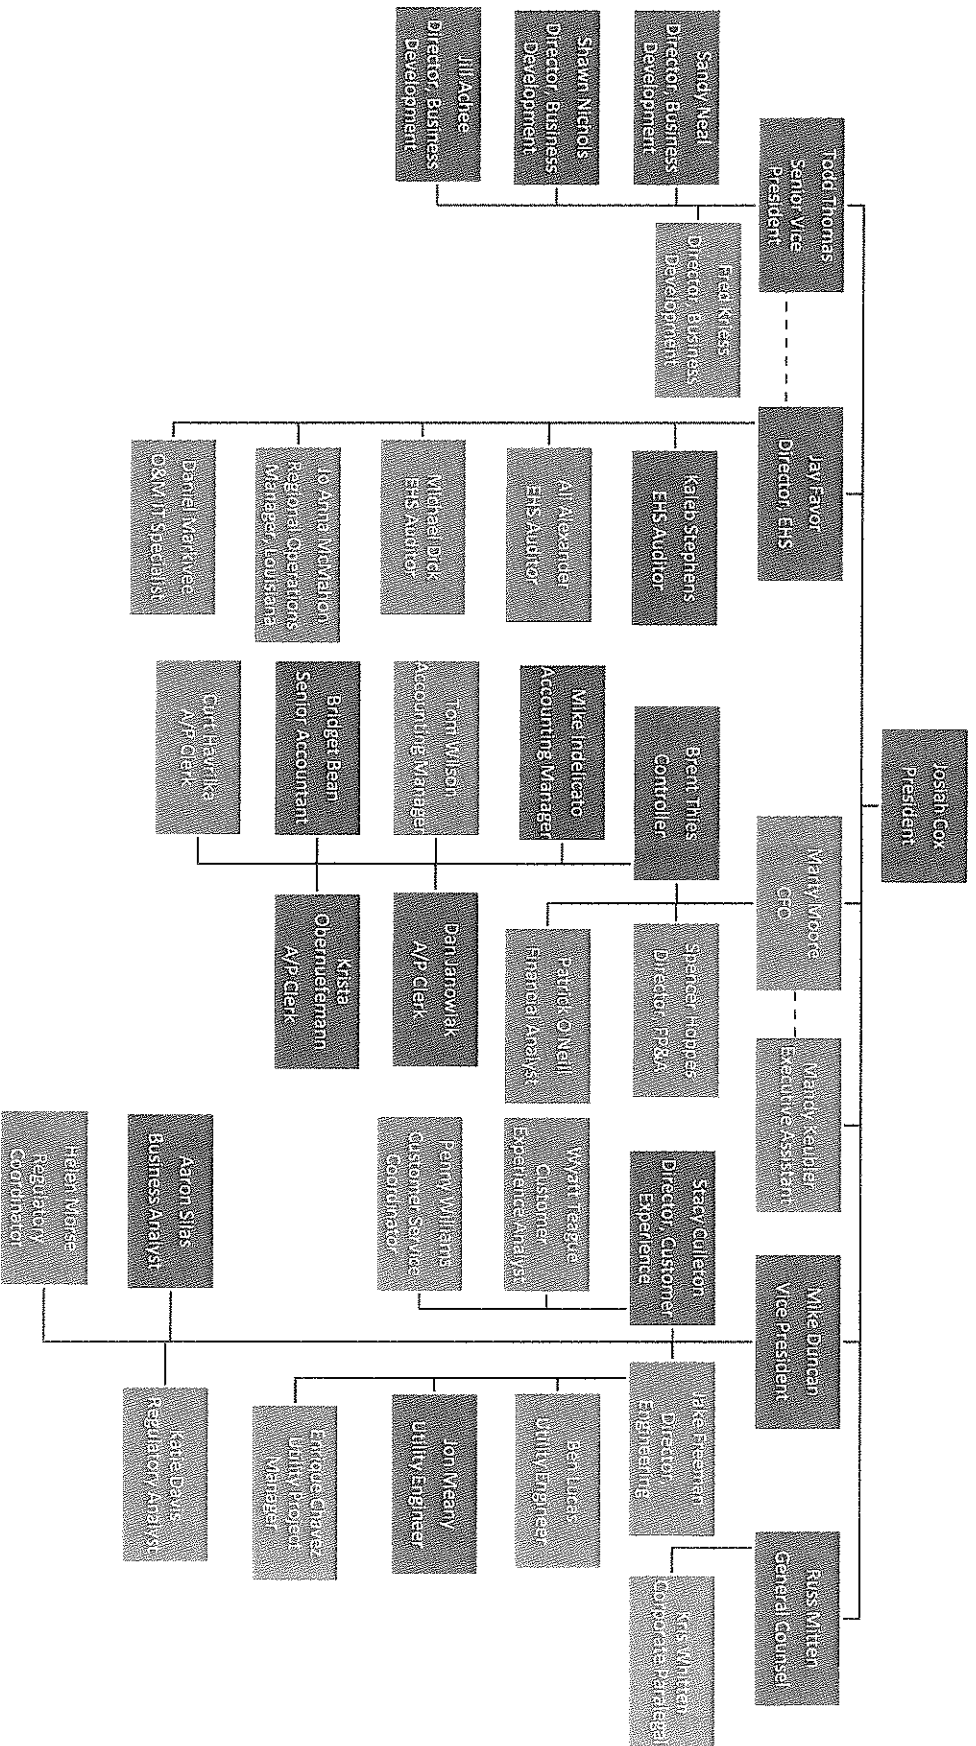 Josiah Cox
President
Todd Thomas
Senior Vice
President
Jay Favor
Director, EHS
Marty Moore
CFO
Mandy
Executive Assistant
Mike Duncan
Vice President
Russ Mitten
General Counsel
Sandy Neal
Director, Business
Development
Fred
Director, Business
Development
Shawn Nichols
Director, Business
Development
Jill Achee
Director, Business
Development
Kaleb Stephens
EHS Auditor
Ali Alexander
EHS Auditor
Michael Dick
EHS Auditor
Jo Anna McMahon
Regional Operations
Manager, Louisiana
Daniel
O&M IT Specialist
Brent Thies
Controller
Spencer
Director, FP&A
Patrick O Neill
Financial Analyst
Mike Indelicato
Accounting Manager
Tom Wilson
Accounting Manager
Dan Janowiak
A/P Clerk
Bridget Bean
Senior Accountant
Krista
Obernuefemann
A/P Clerk
Curt
A/P Clerk
Stacy Culleton
Director, Customer
Experience
Wyatt Teague
Customer
Experience Analyst
Penny Williams
Customer Service
Coordinator
Jake Freeman
Director
Engineering
Ben Lucas
Utility Engineer
Jon Meany
Utility Engineer
Enrique
Utility Project
Manager
Aaron Silas
Business Analyst
Katie Davis
Regulatory Analyst
Helen Morse
Regulatory
Coordinator
Kris Whitten
Corporate Paralegal